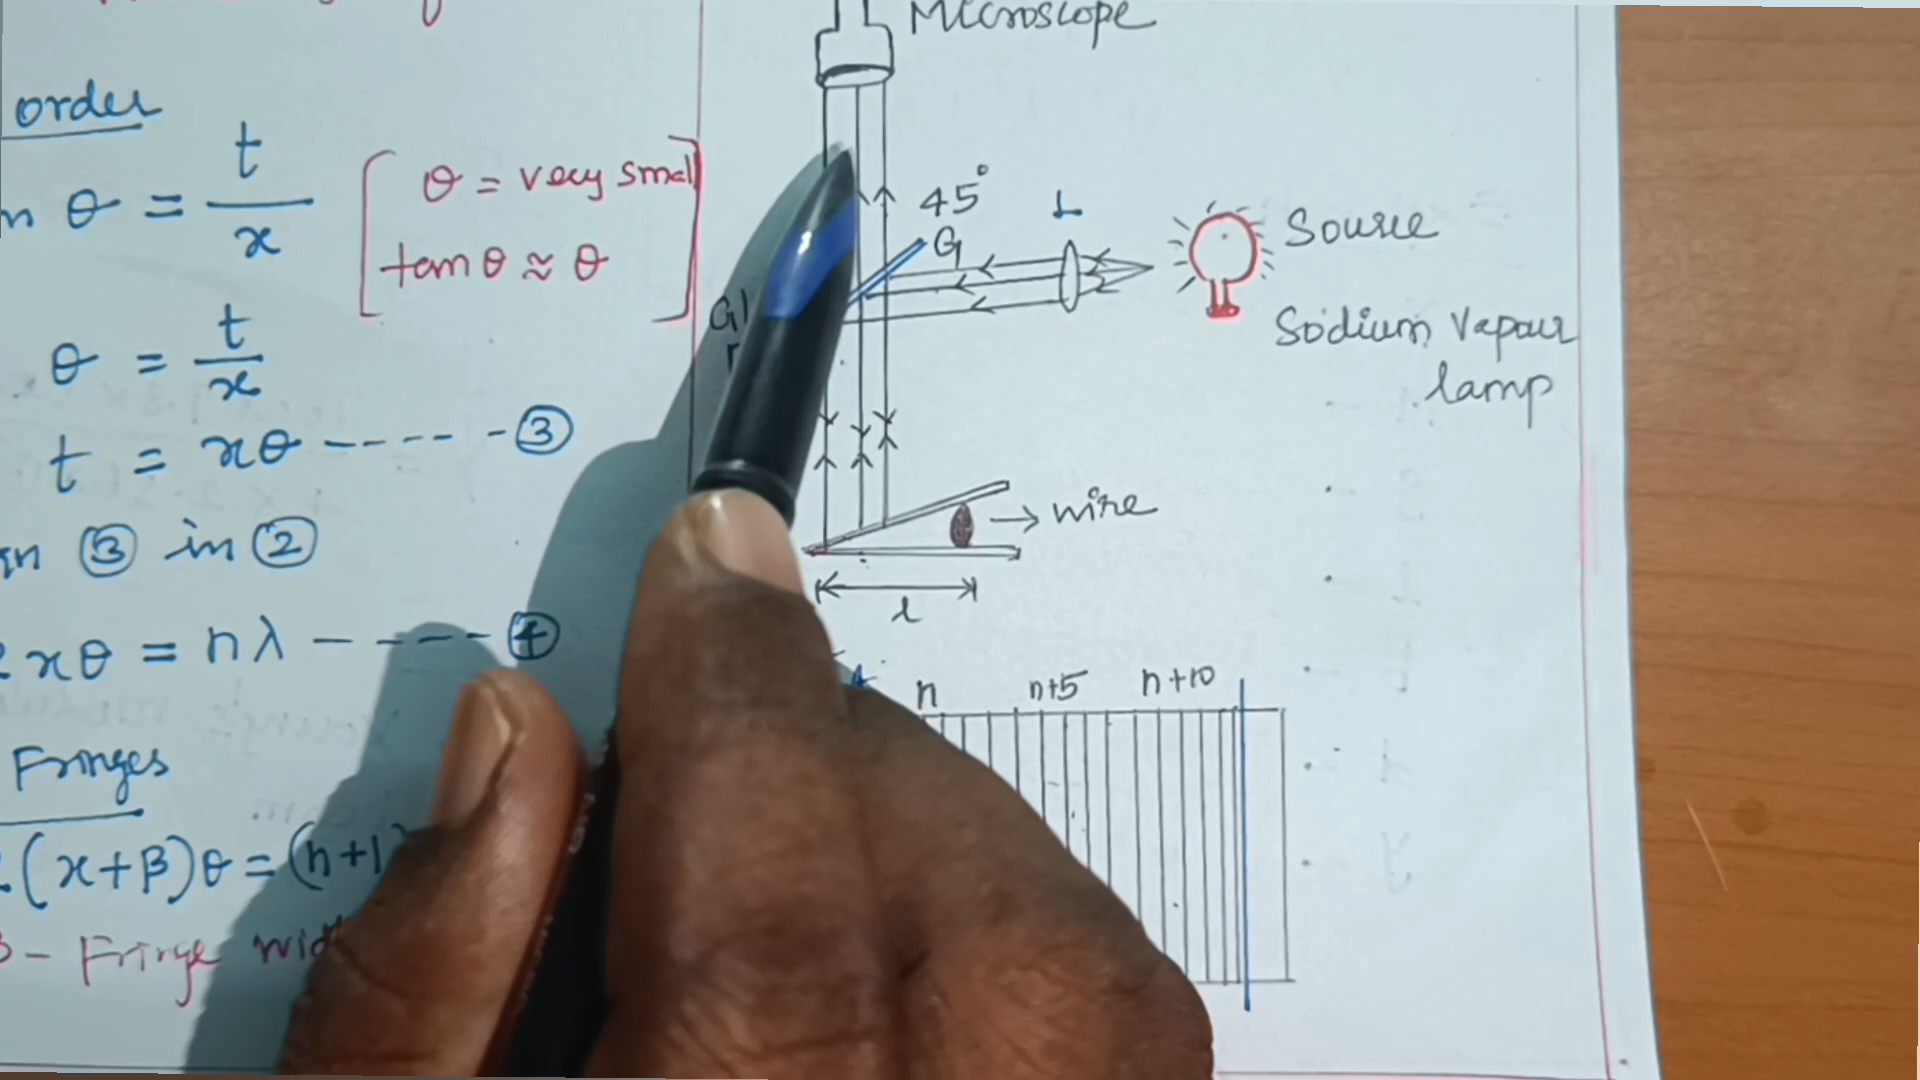 order
θ = t/x
[ θ = very small
tan θ ≈ θ ]
θ = t/x
t = xθ ----- ③
③ in ②
xθ = nλ ----- ④
Fringes
(x+β)θ = (n+1)
- Fringe
Microscope
45°
G
L
Source
Sodium Vapour
lamp
→ wire
l
n n+5 n+10